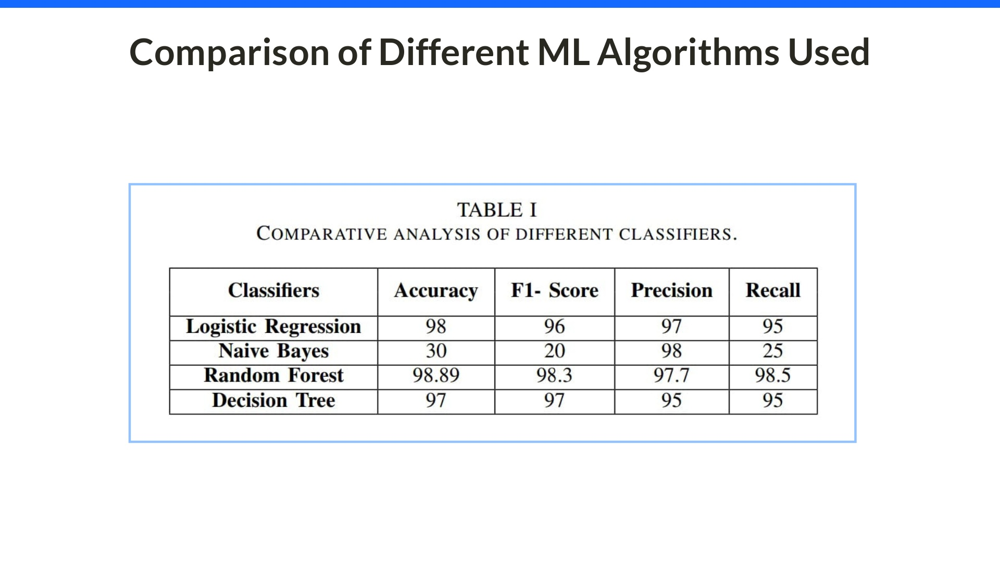 Comparison of Different ML Algorithms Used
TABLE I
COMPARATIVE ANALYSIS OF DIFFERENT CLASSIFIERS.
Classifiers Accuracy F1- Score Precision Recall
Logistic Regression 98 96 97 95
Naive Bayes 30 20 98 25
Random Forest 98.89 98.3 97.7 98.5
Decision Tree 97 97 95 95